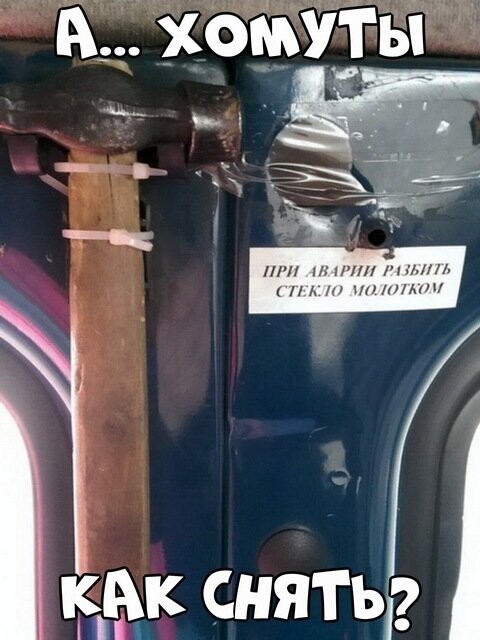 А... ХОМУТЫ
ПРИ АВАРИИ РАЗБИТЬ
СТЕКЛО МОЛОТКОМ
КАК СНЯТЬ?